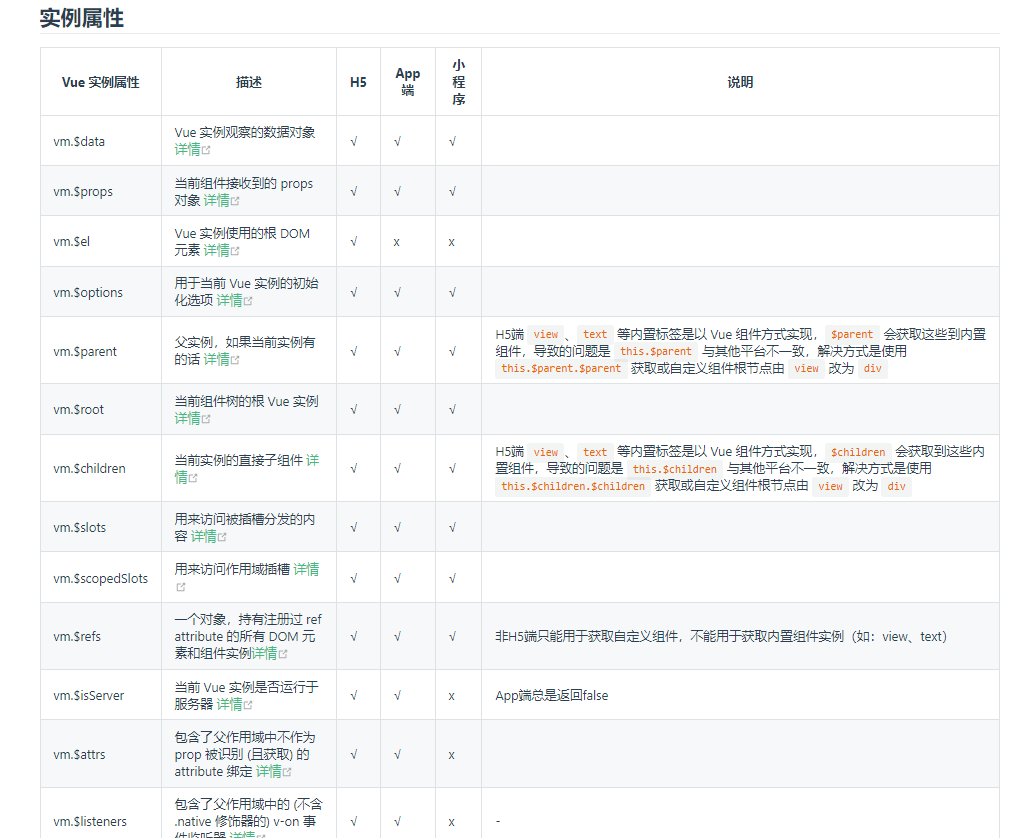 实例属性
Vue 实例属性
描述
H5
App
端
小
程
序
说明
vm.$data
Vue 实例观察的数据对象
详情
√
√
√
vm.$props
当前组件接收到的 props
对象 详情
√
√
√
vm.$el
Vue 实例使用的根 DOM
元素 详情
√
x
x
vm.$options
用于当前 Vue 实例的初始
化选项 详情
√
√
√
vm.$parent
父实例，如果当前实例有
的话 详情
√
√
√
H5端 view 、 text 等内置标签是以 Vue 组件方式实现， $parent 会获取这些到内置
组件，导致的问题是 this.$parent 与其他平台不一致，解决方式是使用
this.$parent.$parent 获取或自定义组件根节点由 view 改为 div
vm.$root
当前组件树的根 Vue 实例
详情
√
√
√
vm.$children
当前实例的直接子组件 详
情
√
√
√
H5端 view 、 text 等内置标签是以 Vue 组件方式实现， $children 会获取到这些内
置组件，导致的问题是 this.$children 与其他平台不一致，解决方式是使用
this.$children.$children 获取或自定义组件根节点由 view 改为 div
vm.$slots
用来访问被插槽分发的内
容 详情
√
√
√
vm.$scopedSlots
用来访问作用域插槽 详情
√
√
√
vm.$refs
一个对象，持有注册过 ref
attribute 的所有 DOM 元
素和组件实例详情
√
√
√
非H5端只能用于获取自定义组件，不能用于获取内置组件实例（如：view、text）
vm.$isServer
当前 Vue 实例是否运行于
服务器 详情
√
√
x
App端总是返回false
vm.$attrs
包含了父作用域中不作为
prop 被识别 (且获取) 的
attribute 绑定 详情
√
√
x
vm.$listeners
包含了父作用域中的 (不含
.native 修饰器的) v-on 事
件监听器 详情
√
√
x
-